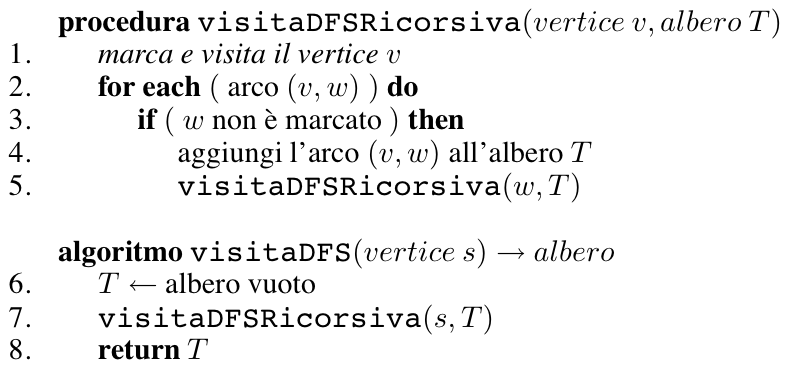 procedura visitaDFSRicorsiva(vertice v, albero T)
1. marca e visita il vertice v
2. for each ( arco (v, w) ) do
3. if ( w non è marcato ) then
4. aggiungi l'arco (v, w) all'albero T
5. visitaDFSRicorsiva(w, T)
algoritmo visitaDFS(vertice s) → albero
6. T ← albero vuoto
7. visitaDFSRicorsiva(s, T)
8. return T